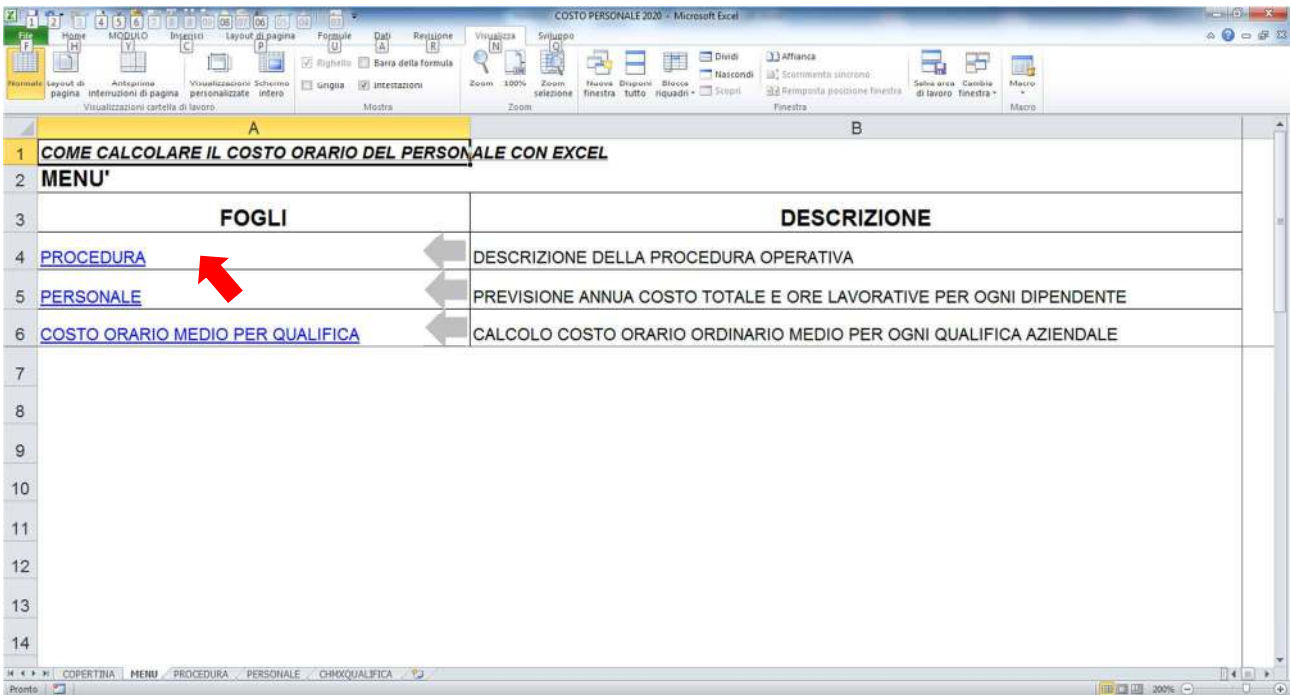 COSTO PERSONALE 2020 - Microsoft Excel
File Home MODULO Inserisci Layout di pagina Formule Dati Revisione Visualizza Sviluppo
F H Y C P U A R N Q
Normale Layout di pagina Anteprima interruzioni di pagina Visualizzazioni personalizzate Schermo intero
Righello Barra della formula
Griglia Intestazioni
Zoom 100% Zoom selezione
Nuova finestra Disponi tutto Blocca riquadri
Dividi
Nascondi
Scopri
Affianca
Scorrimento sincrono
Reimposta posizione finestra
Salva area di lavoro Cambia finestra Macro
Visualizzazioni cartella di lavoro Mostra Zoom Finestra Macro
A B
1 COME CALCOLARE IL COSTO ORARIO DEL PERSONALE CON EXCEL
2 MENU'
3 FOGLI DESCRIZIONE
4 PROCEDURA DESCRIZIONE DELLA PROCEDURA OPERATIVA
5 PERSONALE PREVISIONE ANNUA COSTO TOTALE E ORE LAVORATIVE PER OGNI DIPENDENTE
6 COSTO ORARIO MEDIO PER QUALIFICA CALCOLO COSTO ORARIO ORDINARIO MEDIO PER OGNI QUALIFICA AZIENDALE
7
8
9
10
11
12
13
14
COPERTINA MENU PROCEDURA PERSONALE CHMXQUALIFICA
Pronto 200%